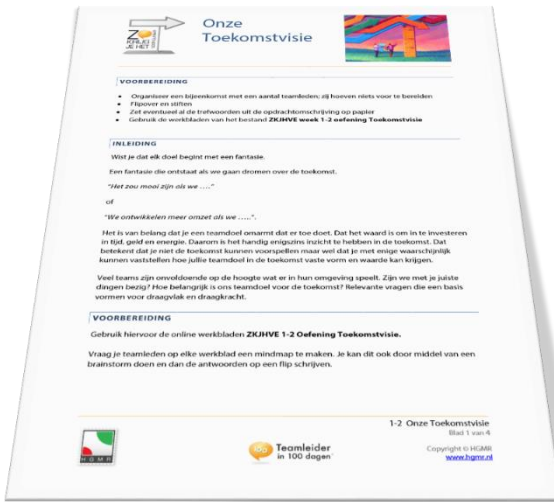 ZO
KRIJG
JE HET
Onze
Toekomstvisie
VOORBEREIDING
• Organiseer een bijeenkomst met een aantal teamleden; zij hoeven niets voor te bereiden
• Flipover en stiften
• Zet eventueel al de trefwoorden uit de opdrachtomschrijving op papier
• Gebruik de werkbladen van het bestand ZKJHVE week 1-2 oefening Toekomstvisie
INLEIDING
Wist je dat elk doel begint met een fantasie.
Een fantasie die ontstaat als we gaan dromen over de toekomst.
"Het zou mooi zijn als we …."
of
"We ontwikkelen meer omzet als we …..".
Het is van belang dat je een teamdoel omarmt dat er toe doet. Dat het waard is om in te investeren
in tijd, geld en energie. Daarom is het handig enigszins inzicht te hebben in de toekomst. Dat
betekent dat je niet de toekomst kunnen voorspellen maar wel dat je met enige waarschijnlijk
kunnen vaststellen hoe jullie teamdoel in de toekomst vaste vorm en waarde kan krijgen.
Veel teams zijn onvoldoende op de hoogte wat er in hun omgeving speelt. Zijn we met je juiste
dingen bezig? Hoe belangrijk is ons teamdoel voor de toekomst? Relevante vragen die een basis
vormen voor draagvlak en draagkracht.
VOORBEREIDING
Gebruik hiervoor de online werkbladen ZKJHVE 1-2 Oefening Toekomstvisie.
Vraag je teamleden op elke werkblad een mindmap te maken. Je kan dit ook door middel van een
brainstorm doen en dan de antwoorden op een flip schrijven.
1-2 Onze Toekomstvisie
Blad 1 van 4
HGMR
Teamleider
in 100 dagen
Copyright © HGMR
www.hgmr.nl